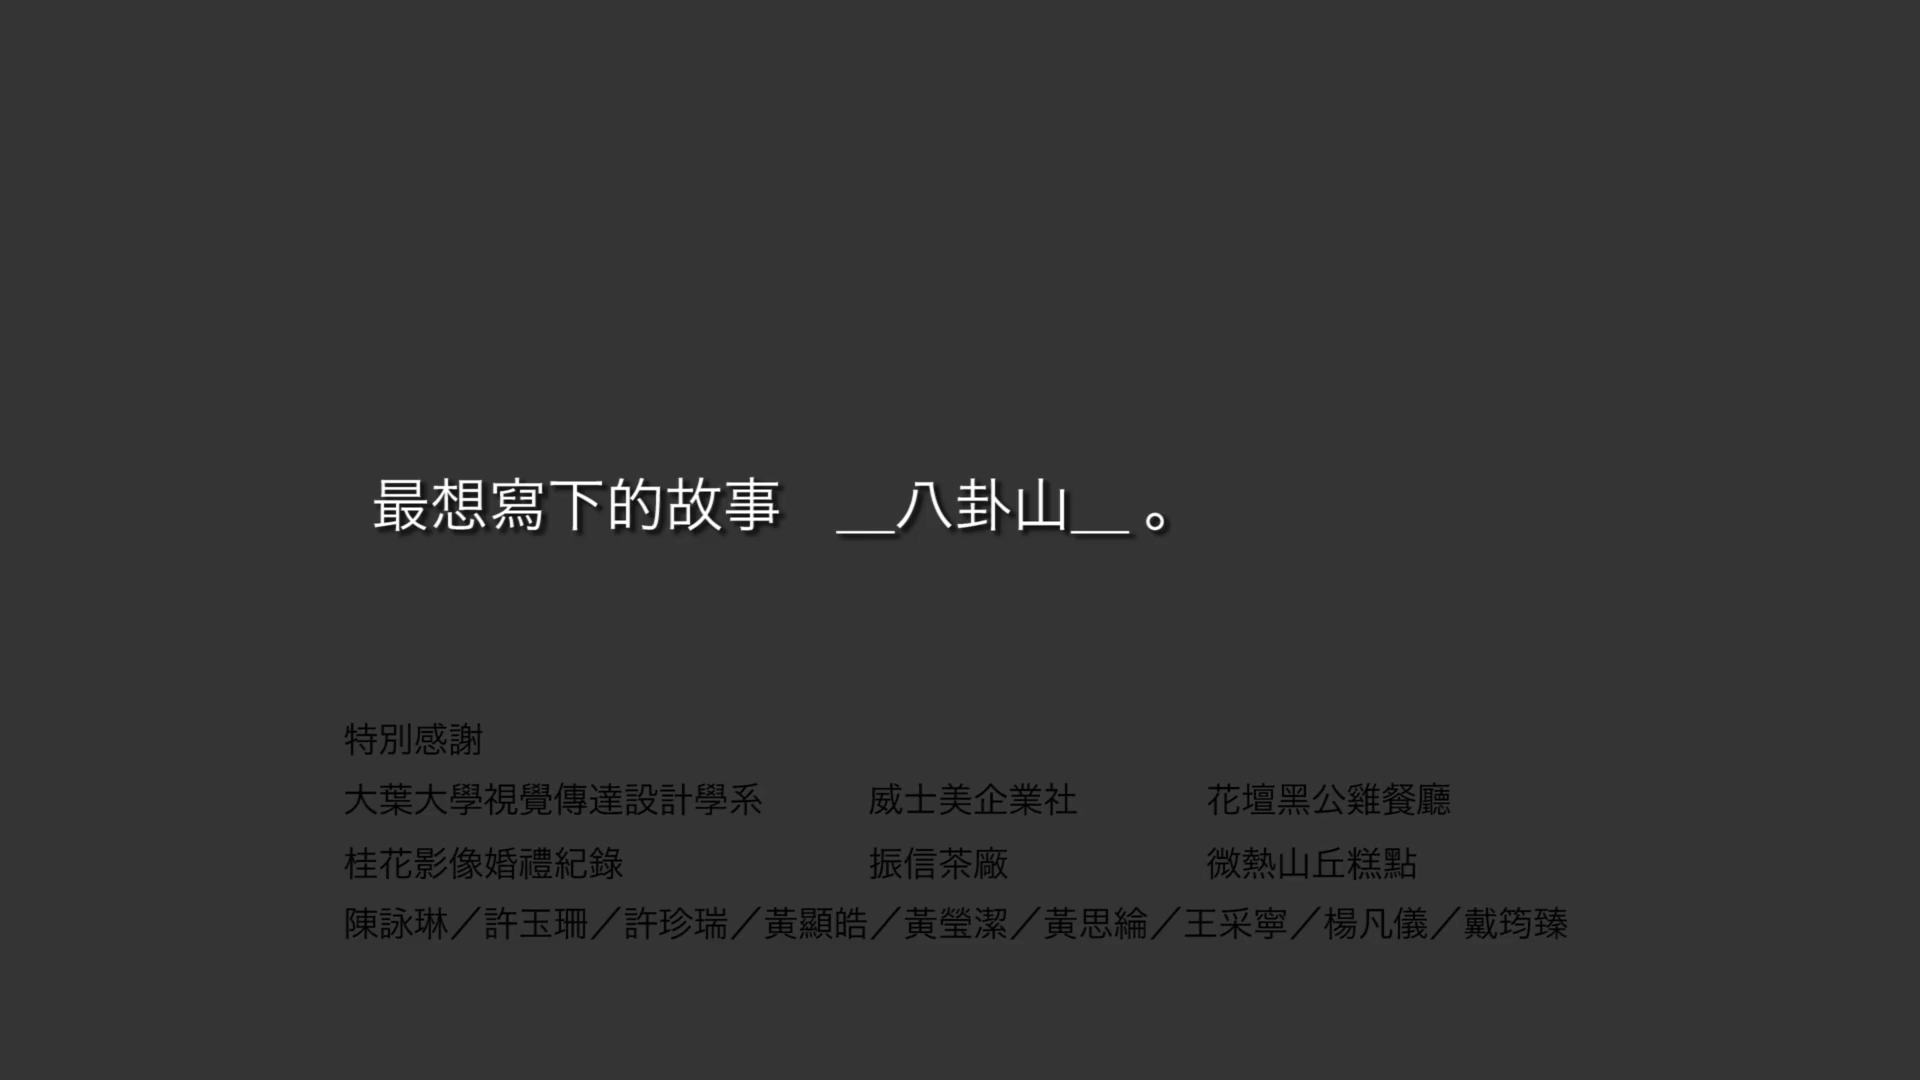 最想寫下的故事　__八卦山__。
特別感謝
大葉大學視覺傳達設計學系　威士美企業社　花壇黑公雞餐廳
桂花影像婚禮紀錄　振信茶廠　微熱山丘糕點
陳詠琳／許玉珊／許珍瑞／黃顯皓／黃瑩潔／黃思綸／王采寧／楊凡儀／戴筠臻